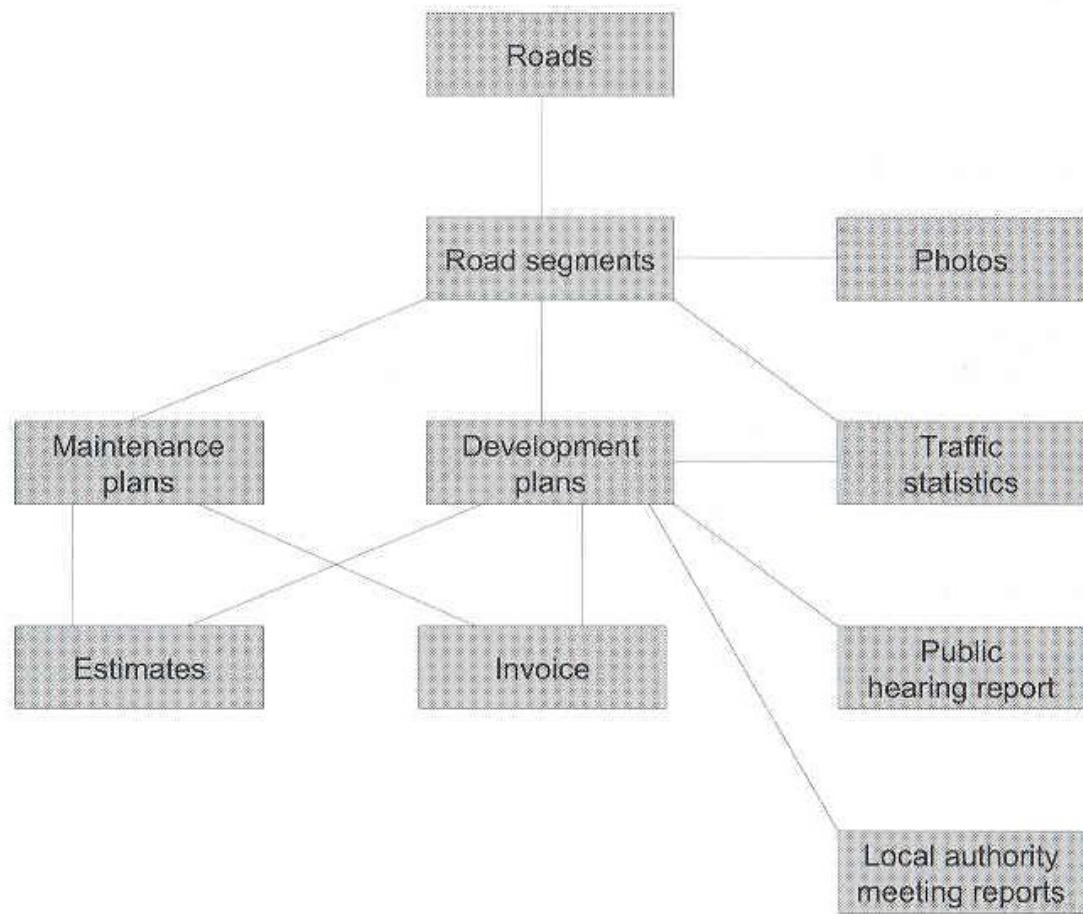 Roads
Road segments
Photos
Maintenance
plans
Development
plans
Traffic
statistics
Estimates
Invoice
Public
hearing report
Local authority
meeting reports